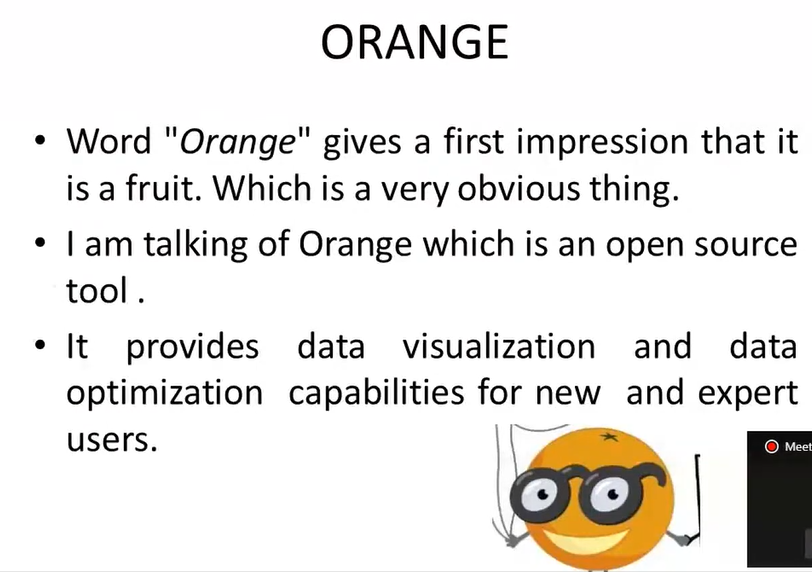 ORANGE
• Word "Orange" gives a first impression that it
is a fruit. Which is a very obvious thing.
• I am talking of Orange which is an open source
tool .
• It provides data visualization and data
optimization capabilities for new and expert
users.
Meet